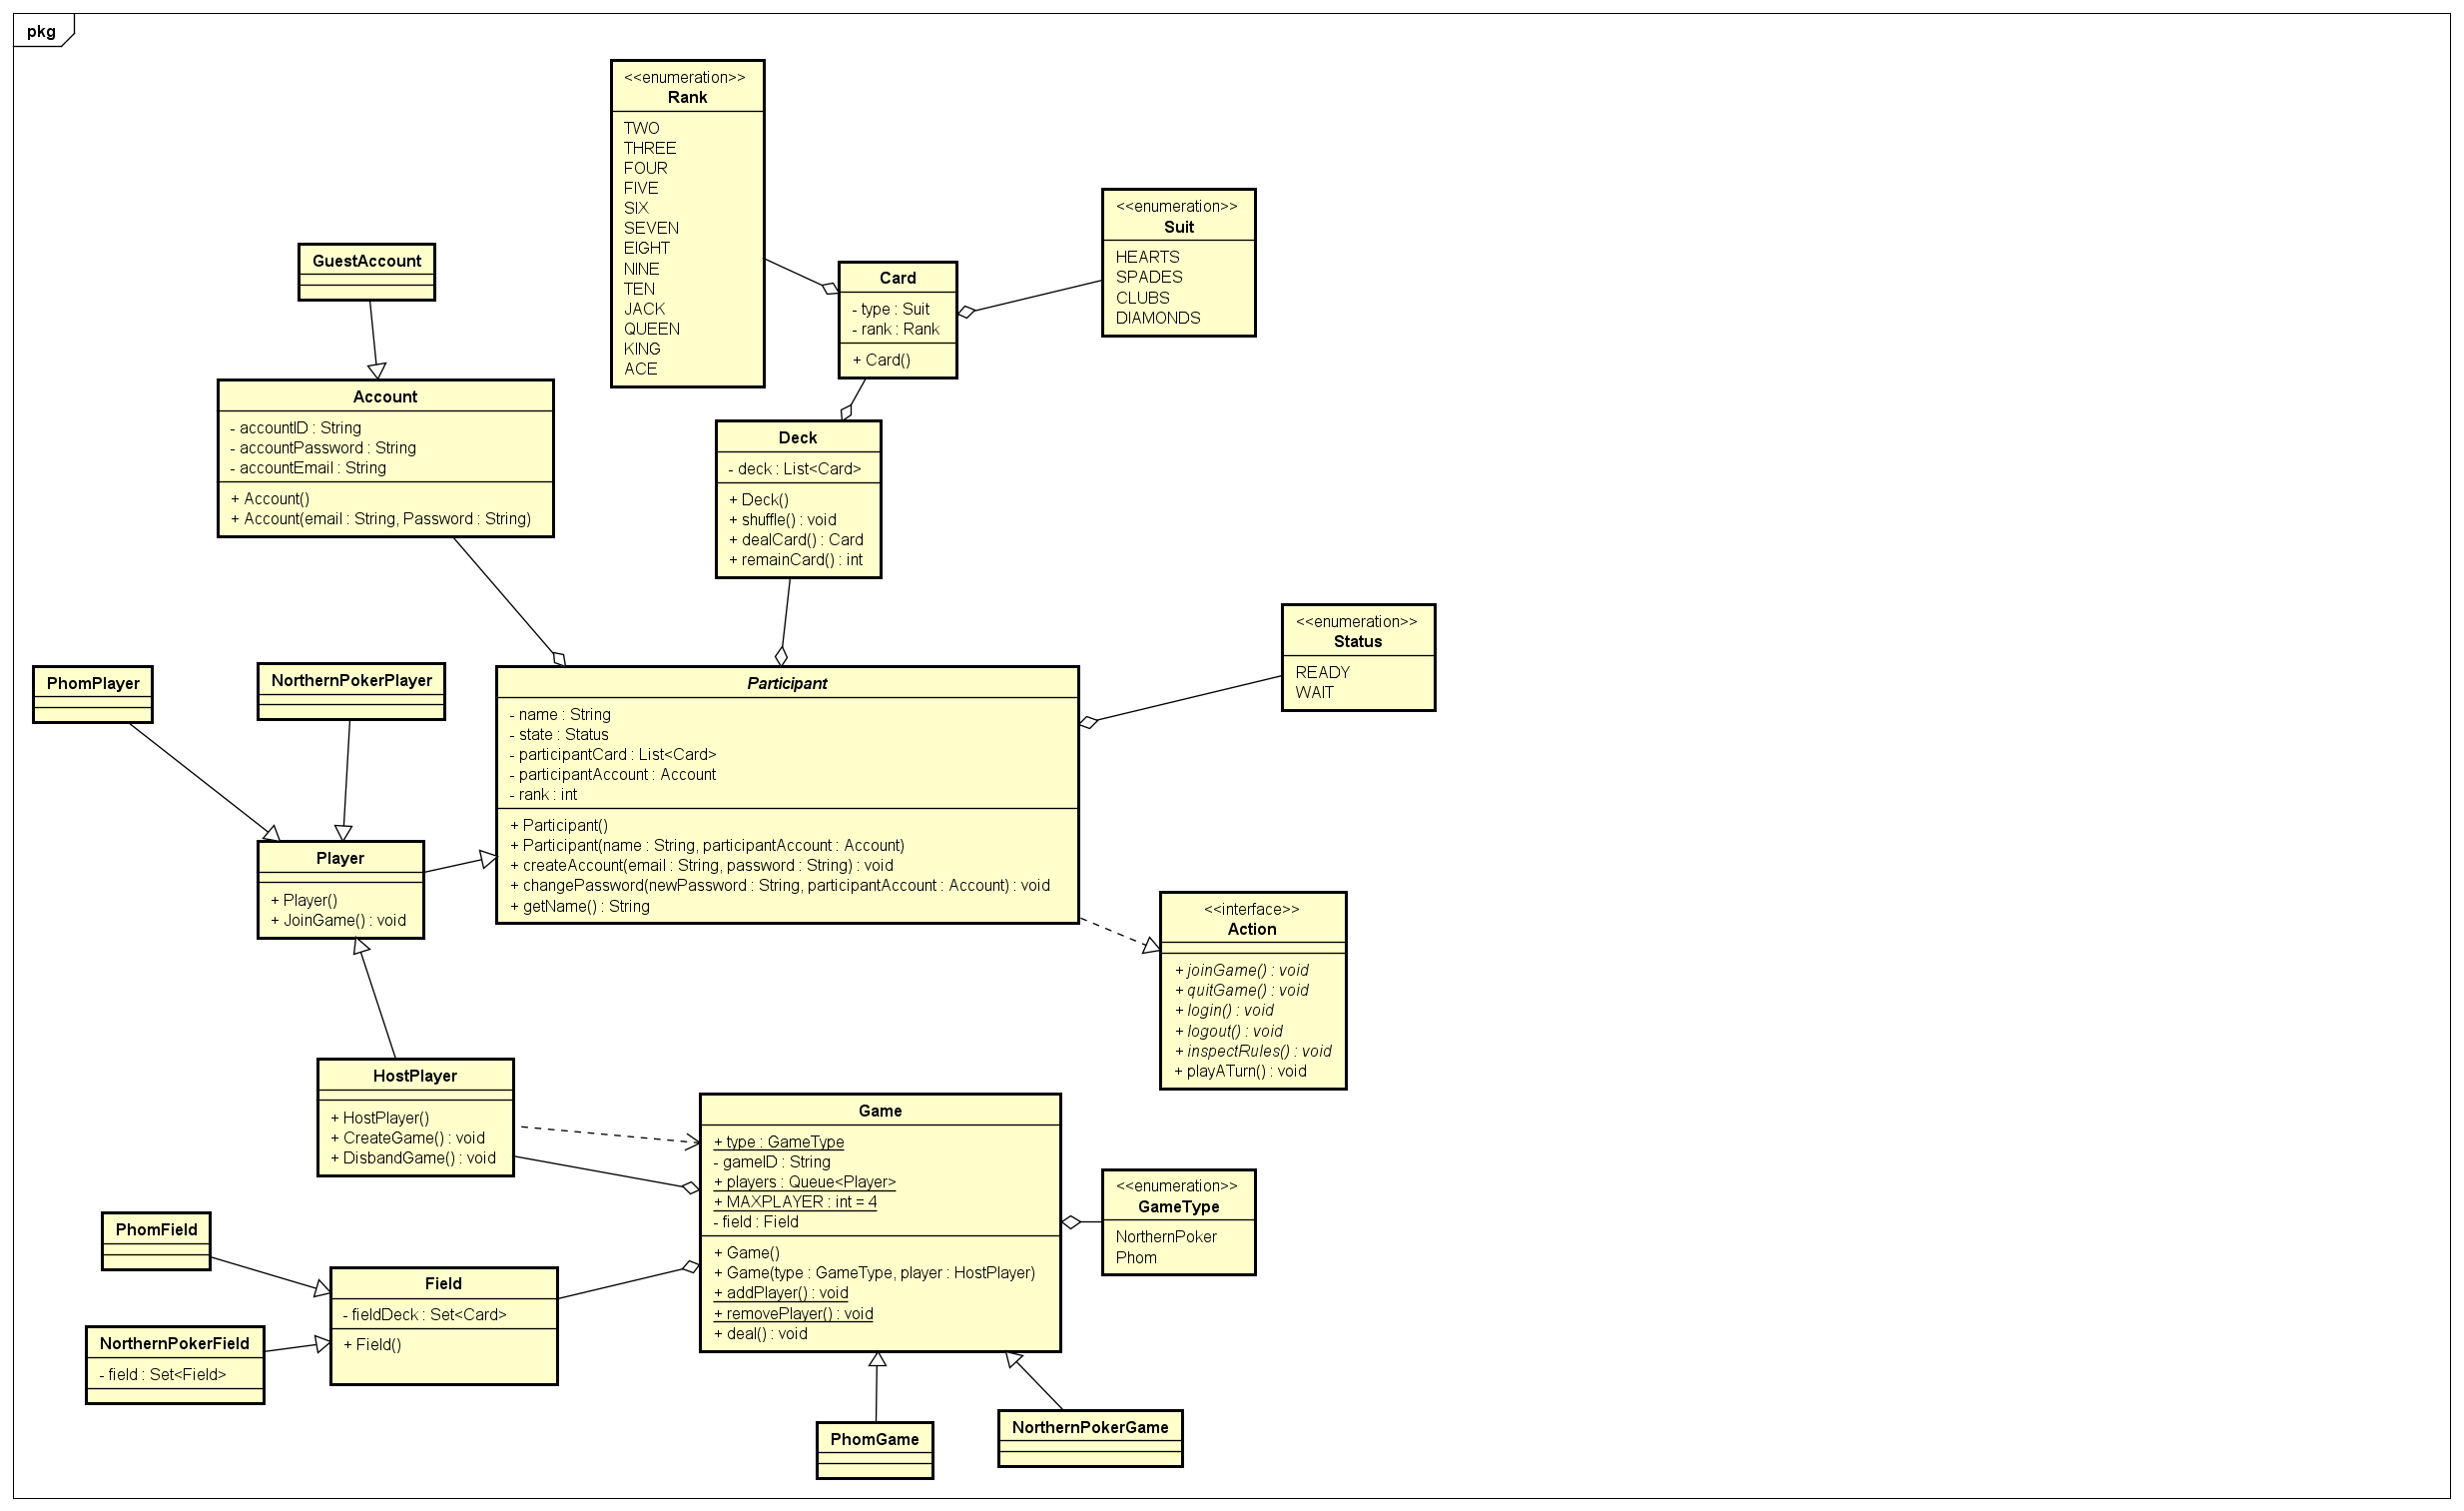 pkg
<<enumeration>>
Rank
TWO
THREE
FOUR
FIVE
SIX
SEVEN
EIGHT
NINE
TEN
JACK
QUEEN
KING
ACE
<<enumeration>>
Suit
HEARTS
SPADES
CLUBS
DIAMONDS
GuestAccount
Card
- type : Suit
- rank : Rank
+ Card()
Account
- accountID : String
- accountPassword : String
- accountEmail : String
+ Account()
+ Account(email : String, Password : String)
Deck
- deck : List<Card>
+ Deck()
+ shuffle() : void
+ dealCard() : Card
+ remainCard() : int
<<enumeration>>
Status
READY
WAIT
PhomPlayer
NorthernPokerPlayer
Participant
- name : String
- state : Status
- participantCard : List<Card>
- participantAccount : Account
- rank : int
+ Participant()
+ Participant(name : String, participantAccount : Account)
+ createAccount(email : String, password : String) : void
+ changePassword(newPassword : String, participantAccount : Account) : void
+ getName() : String
Player
+ Player()
+ JoinGame() : void
<<interface>>
Action
+ joinGame() : void
+ quitGame() : void
+ login() : void
+ logout() : void
+ inspectRules() : void
+ playATurn() : void
HostPlayer
+ HostPlayer()
+ CreateGame() : void
+ DisbandGame() : void
Game
+ type : GameType
- gameID : String
+ players : Queue<Player>
+ MAXPLAYER : int = 4
- field : Field
+ Game()
+ Game(type : GameType, player : HostPlayer)
+ addPlayer() : void
+ removePlayer() : void
+ deal() : void
<<enumeration>>
GameType
NorthernPoker
Phom
PhomField
Field
- fieldDeck : Set<Card>
+ Field()
NorthernPokerField
- field : Set<Field>
PhomGame
NorthernPokerGame